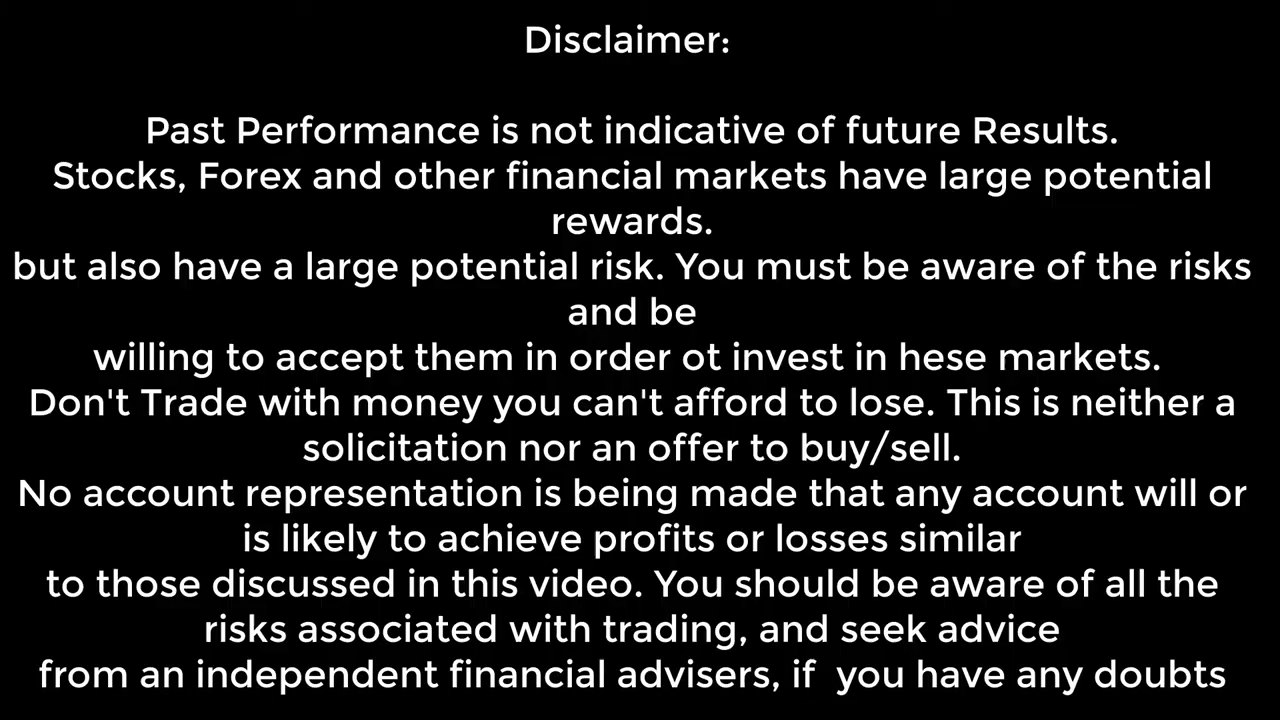 Disclaimer:
Past Performance is not indicative of future Results.
Stocks, Forex and other financial markets have large potential
rewards.
but also have a large potential risk. You must be aware of the risks
and be
willing to accept them in order ot invest in hese markets.
Don't Trade with money you can't afford to lose. This is neither a
solicitation nor an offer to buy/sell.
No account representation is being made that any account will or
is likely to achieve profits or losses similar
to those discussed in this video. You should be aware of all the
risks associated with trading, and seek advice
from an independent financial advisers, if  you have any doubts